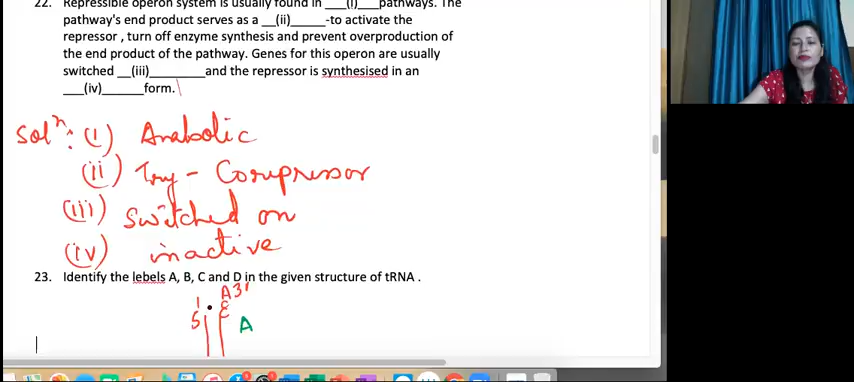 22. Repressible operon system is usually found in ___(i)___pathways. The
pathway's end product serves as a __(ii)_____-to activate the
repressor , turn off enzyme synthesis and prevent overproduction of
the end product of the pathway. Genes for this operon are usually
switched __(iii)________and the repressor is synthesised in an
___(iv)______form.
Solⁿ: (i) Anabolic
(ii) Try - Corepressor
(iii) Switched on
(iv) inactive
23. Identify the lebels A, B, C and D in the given structure of tRNA .
A 3'
5' C
A